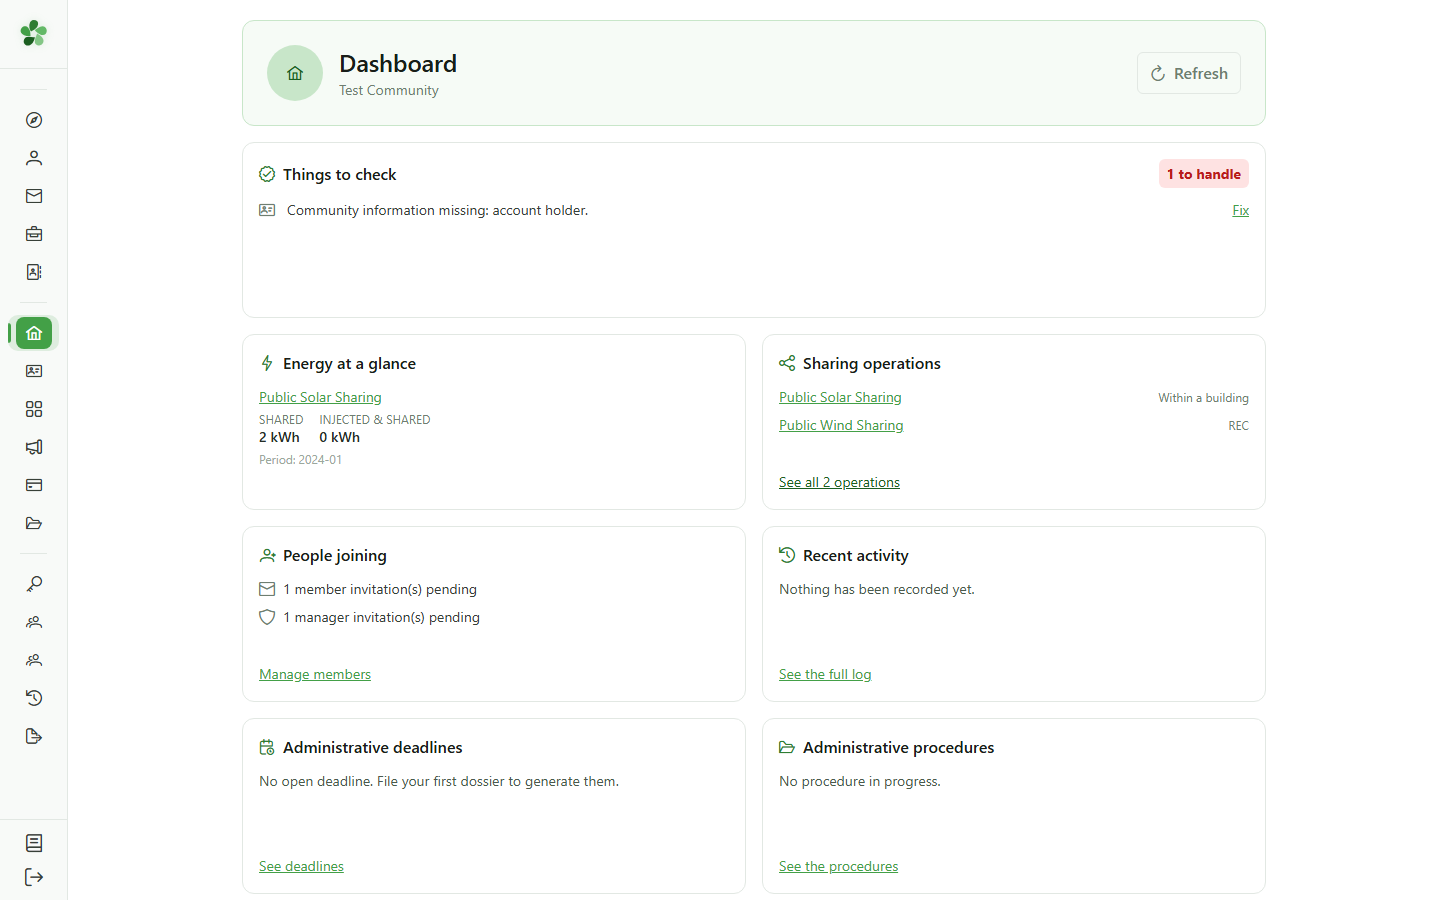 Dashboard
Test Community
Refresh
Things to check
1 to handle
Community information missing: account holder.
Fix
Energy at a glance
Public Solar Sharing
SHARED INJECTED & SHARED
2 kWh 0 kWh
Period: 2024-01
Sharing operations
Public Solar Sharing Within a building
Public Wind Sharing REC
See all 2 operations
People joining
1 member invitation(s) pending
1 manager invitation(s) pending
Manage members
Recent activity
Nothing has been recorded yet.
See the full log
Administrative deadlines
No open deadline. File your first dossier to generate them.
See deadlines
Administrative procedures
No procedure in progress.
See the procedures